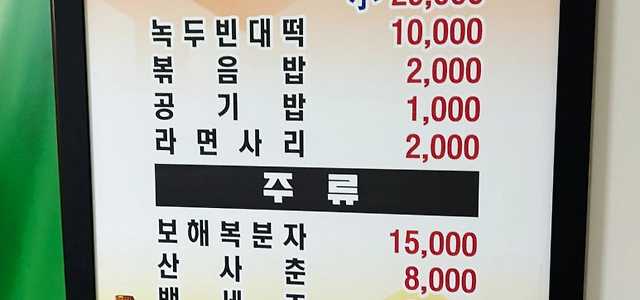 녹두빈대떡 10,000
볶음밥 2,000
공기밥 1,000
라면사리 2,000
주류
보해복분자 15,000
산사춘 8,000